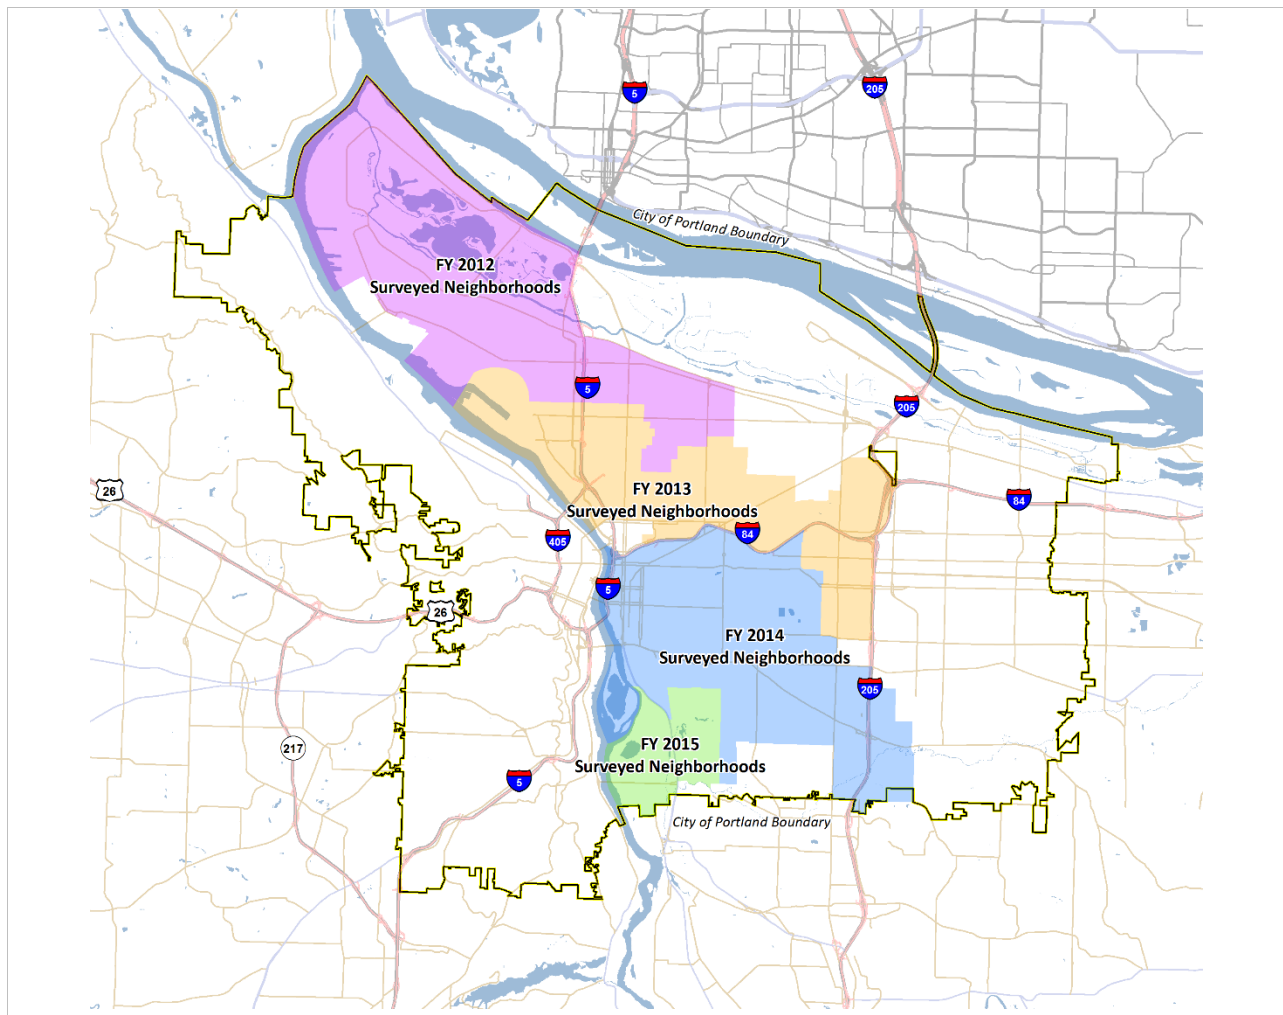 5
205
City of Portland Boundary
FY 2012
Surveyed Neighborhoods
5
205
26
FY 2013
Surveyed Neighborhoods
84
405
84
5
26
FY 2014
Surveyed Neighborhoods
205
217
FY 2015
Surveyed Neighborhoods
5
City of Portland Boundary